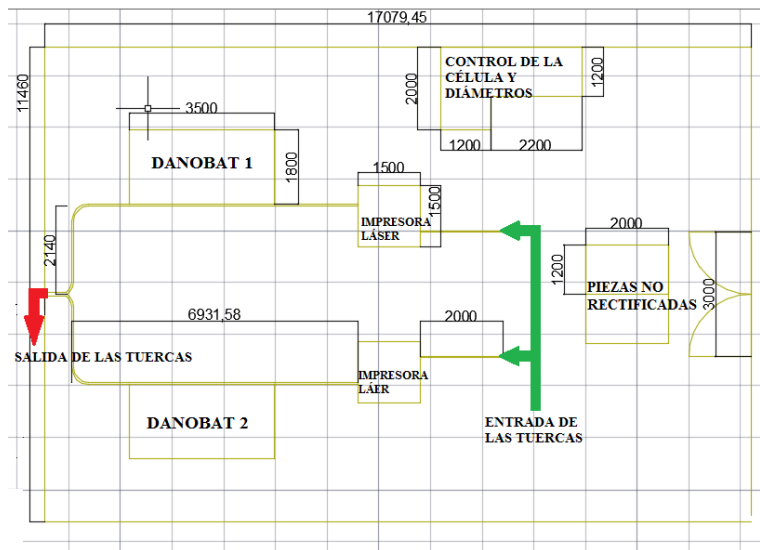 17079,45
11460
CONTROL DE LA
CÉLULA Y
DIÁMETROS
2000
1200
1200
2200
3500
DANOBAT 1
1800
1500
1500
IMPRESORA
LÁSER
2140
2000
1200
PIEZAS NO
RECTIFICADAS
3000
6931,58
2000
SALIDA DE LAS TUERCAS
IMPRESORA
LÁER
DANOBAT 2
ENTRADA DE
LAS TUERCAS